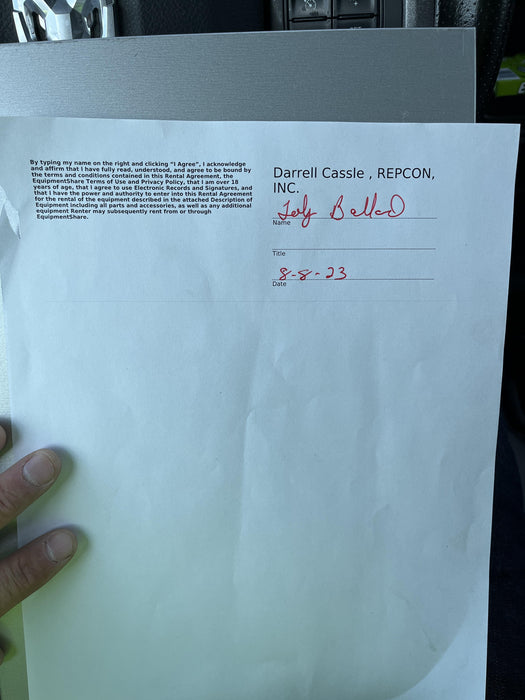 By typing my name on the right and clicking "I Agree", I acknowledge
and affirm that I have fully read, understood, and agree to be bound by
the terms and conditions contained in this Rental Agreement, the
EquipmentShare Terms of Use and Privacy Policy, that I am over 18
years of age, that I agree to use Electronic Records and Signatures, and
that I have the power and authority to enter into this Rental Agreement
for the rental of the equipment described in the attached Description of
Equipment including all parts and accessories, as well as any additional
equipment Renter may subsequently rent from or through
EquipmentShare.
Darrell Cassle , REPCON,
INC.
Name
Title
8-8-23
Date